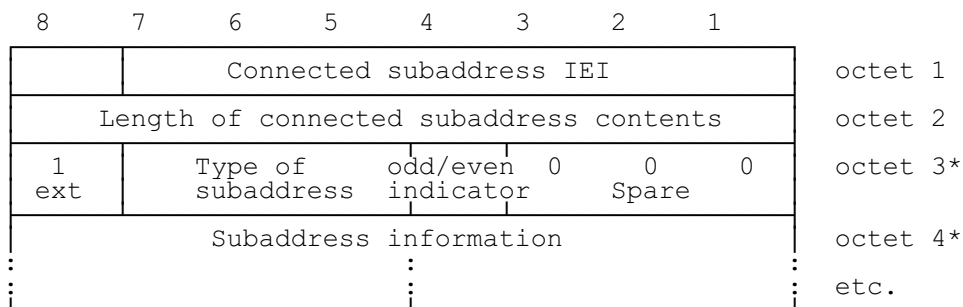 8 7 6 5 4 3 2 1
Connected subaddress IEI octet 1
Length of connected subaddress contents octet 2
1 Type of odd/even 0 0 0 octet 3*
ext subaddress indicator Spare
Subaddress information octet 4*
: : :
: : : etc.